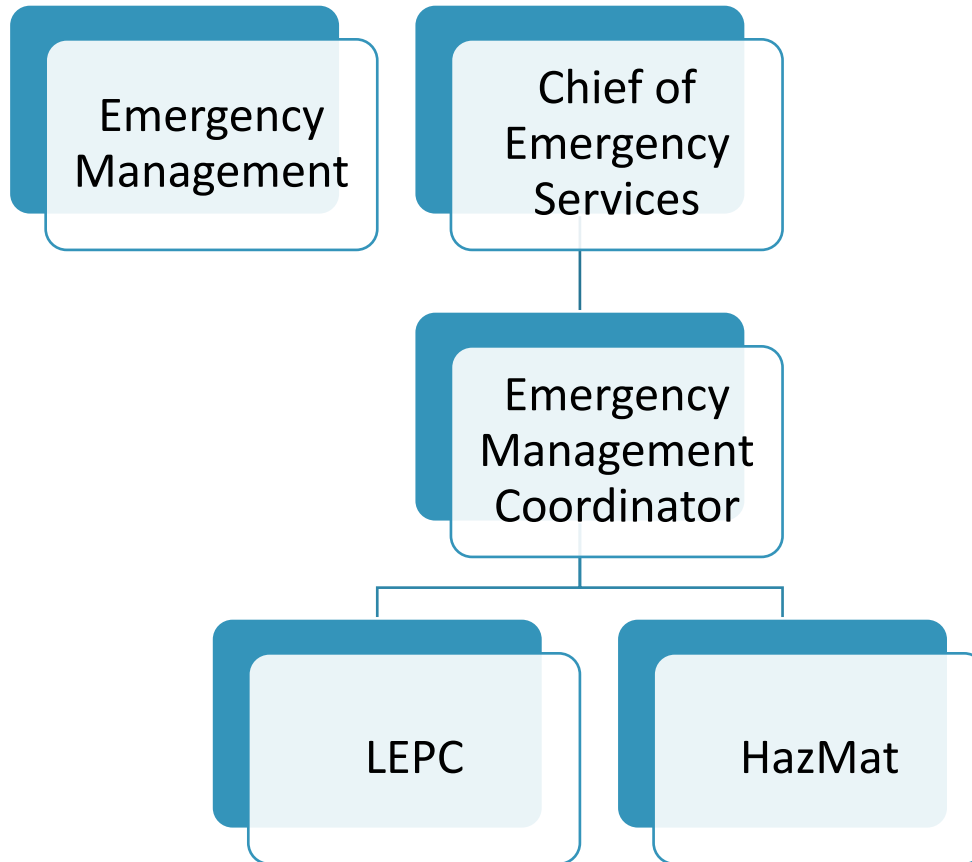 Emergency
Management
Chief of
Emergency
Services
Emergency
Management
Coordinator
LEPC
HazMat